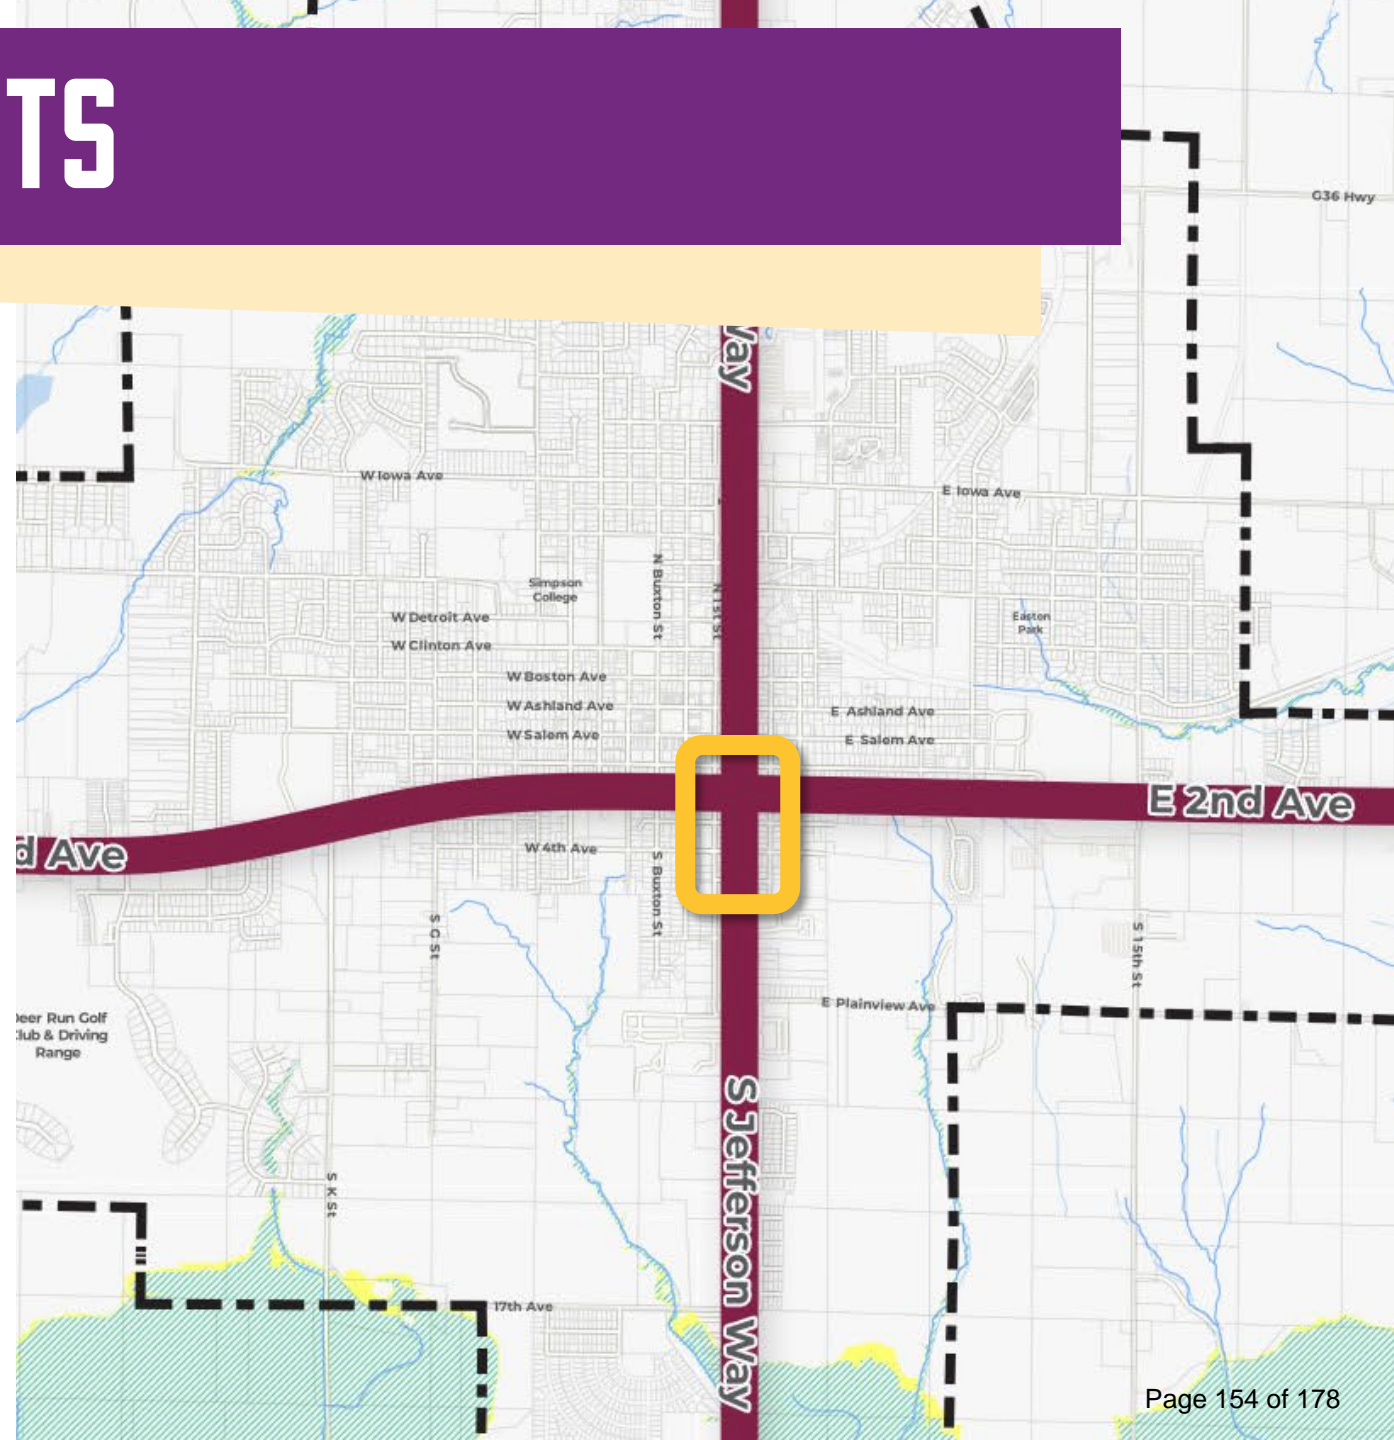 TS
G36 Hwy
Way
W Iowa Ave
E Iowa Ave
Simpson
College
N Buxton St
N 1st St
W Detroit Ave
W Clinton Ave
Easton
Park
W Boston Ave
W Ashland Ave
E Ashland Ave
W Salem Ave
E Salem Ave
E 2nd Ave
d Ave
W 4th Ave
S Buxton St
S G St
S 15th St
E Plainview Ave
Deer Run Golf
Club & Driving
Range
S K St
S Jefferson Way
17th Ave
Page 154 of 178